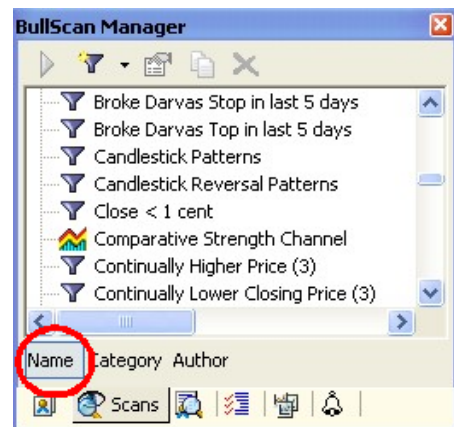 BullScan Manager
Broke Darvas Stop in last 5 days
Broke Darvas Top in last 5 days
Candlestick Patterns
Candlestick Reversal Patterns
Close < 1 cent
Comparative Strength Channel
Continually Higher Price (3)
Continually Lower Closing Price (3)
Name Category Author
Scans